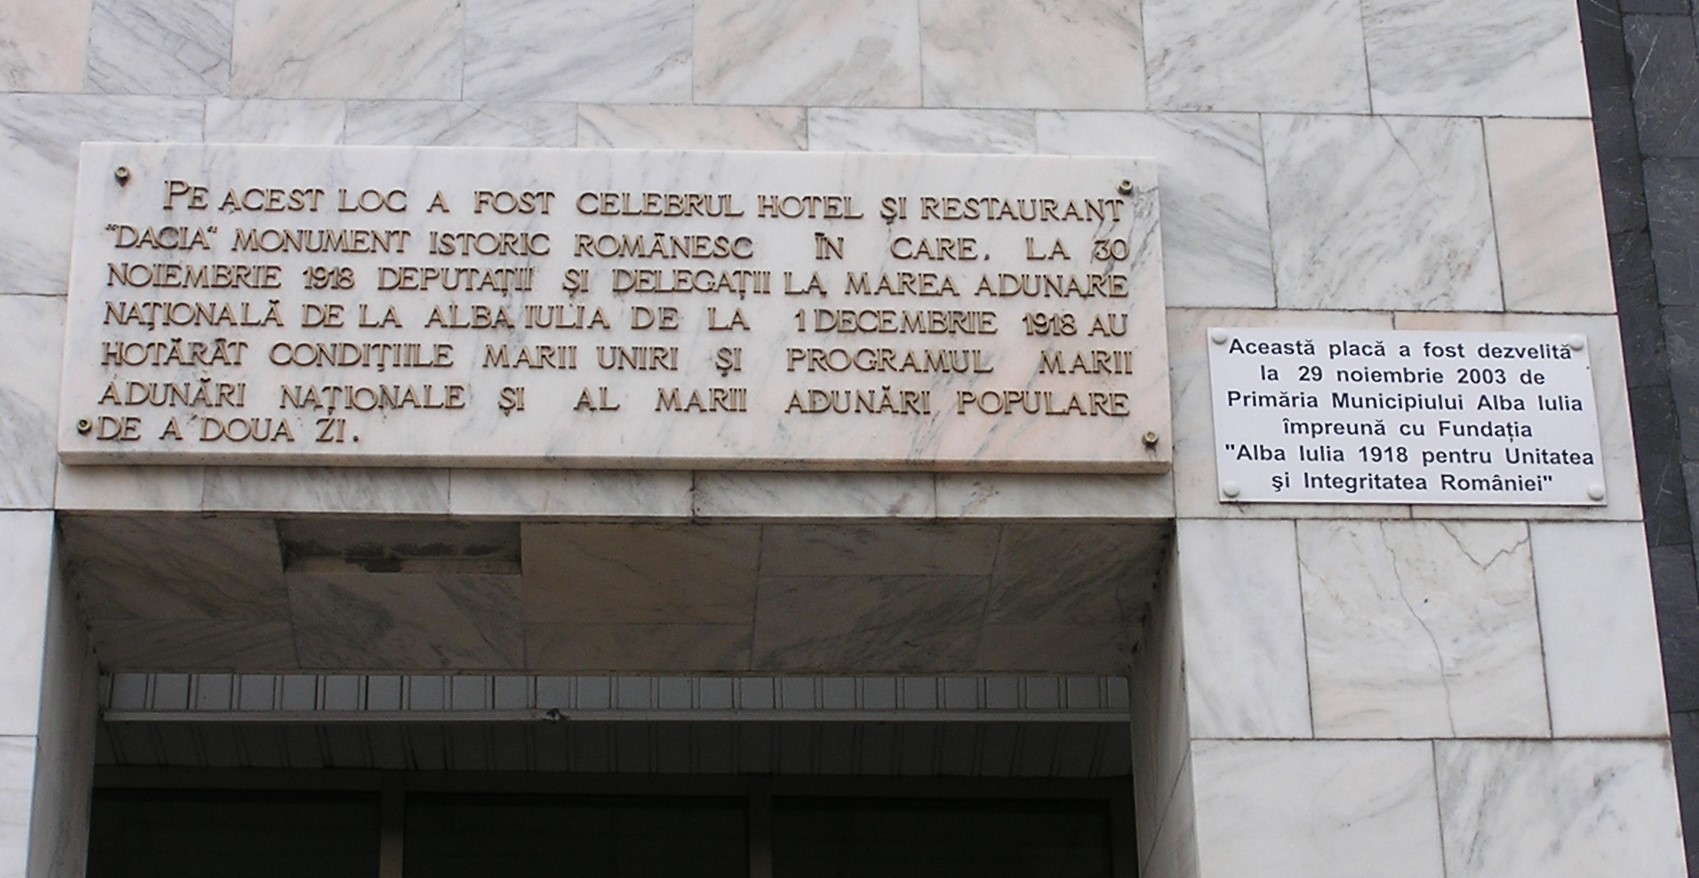 PE ACEST LOC A FOST CELEBRUL HOTEL ŞI RESTAURANT
"DACIA" MONUMENT ISTORIC ROMĂNESC ÎN CARE. LA 30
NOIEMBRIE 1918 DEPUTAŢII ŞI DELEGAŢII LA MAREA ADUNARE
NAŢIONALĂ DE LA ALBA IULIA DE LA 1 DECEMBRIE 1918 AU
HOTĂRÂT CONDIŢIILE MARII UNIRI ŞI PROGRAMUL MARII
ADUNĂRI NAŢIONALE ŞI AL MARII ADUNĂRI POPULARE
DE A DOUA ZI.
Această placă a fost dezvelită
la 29 noiembrie 2003 de
Primăria Municipiului Alba Iulia
împreună cu Fundaţia
"Alba Iulia 1918 pentru Unitatea
şi Integritatea României"